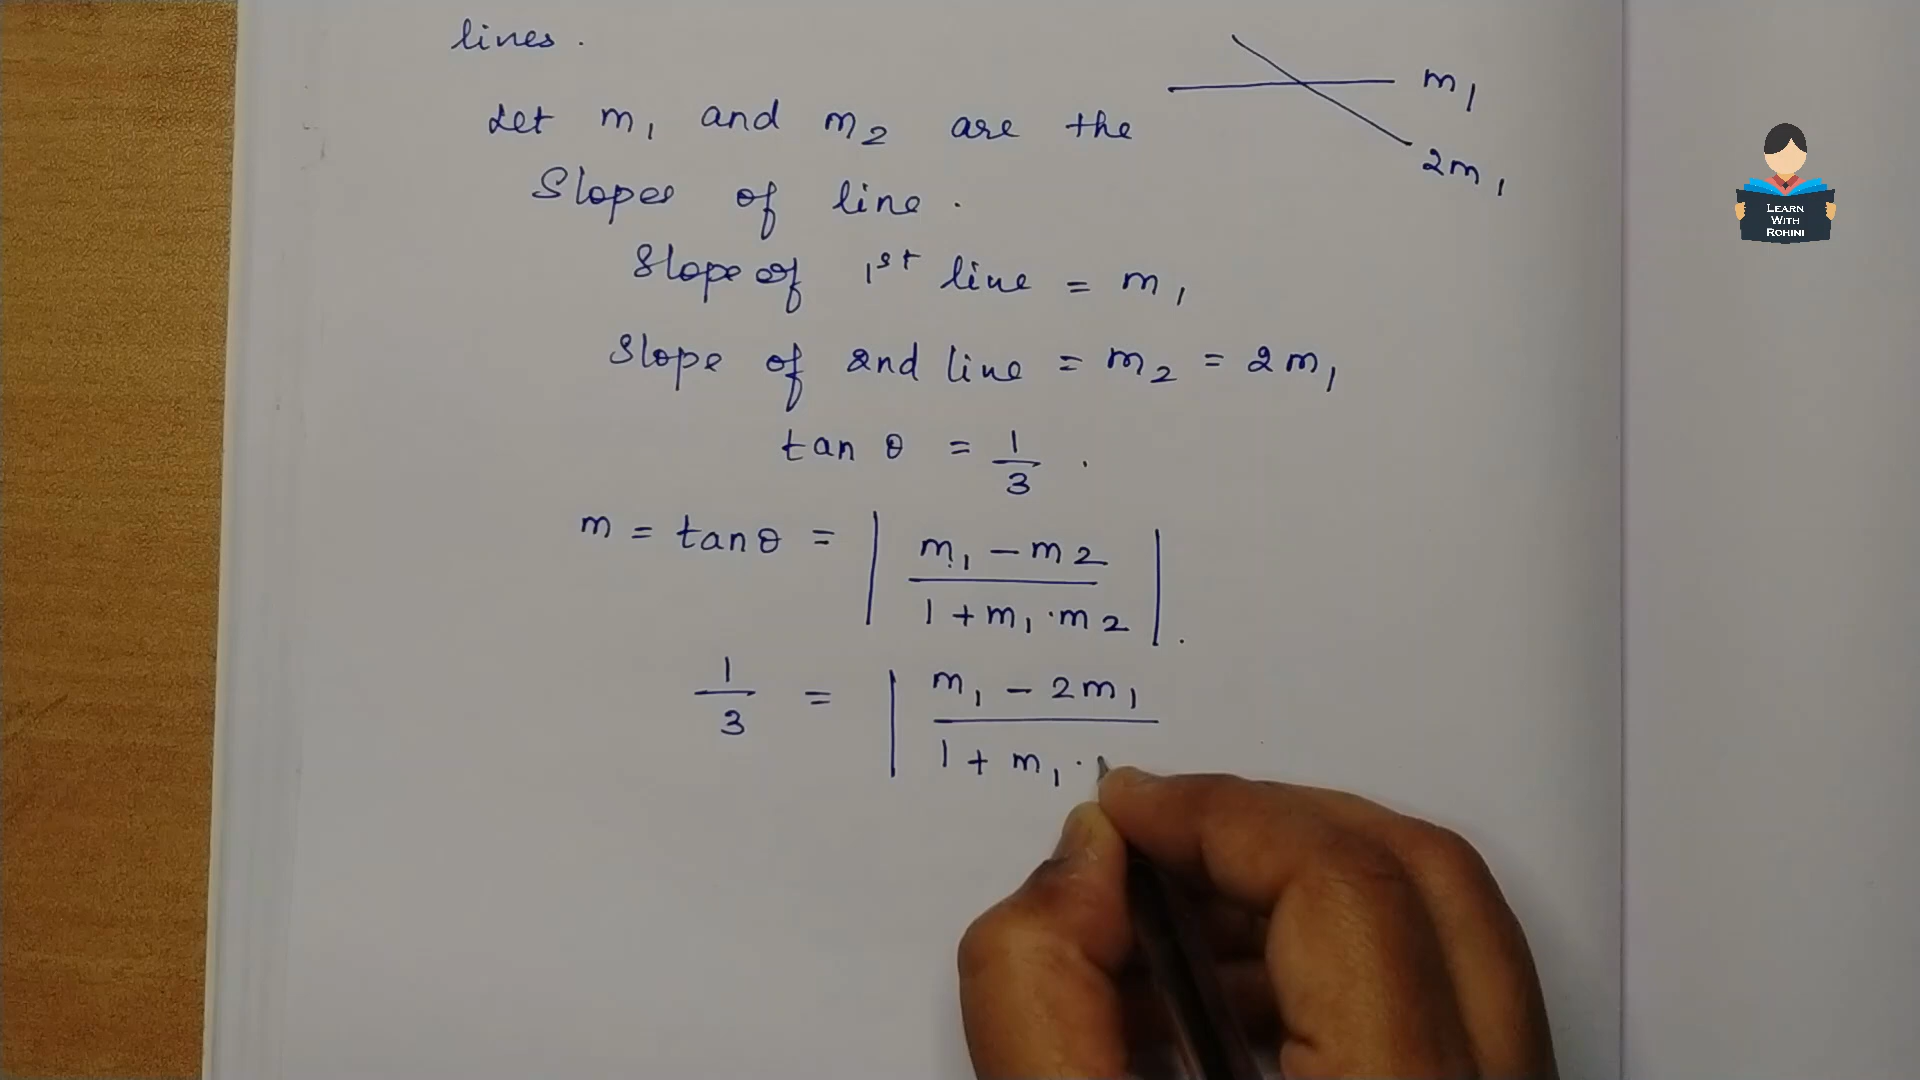 lines.
m1
Let m1 and m2 are the
2m1
Slopes of line.
LEARN
WITH
ROHINI
Slope of 1st line = m1
Slope of 2nd line = m2 = 2m1
tan θ = 1/3 .
m = tanθ = | m1 - m2 / 1 + m1 · m2 | .
1/3 = | m1 - 2m1 / 1 + m1 ·